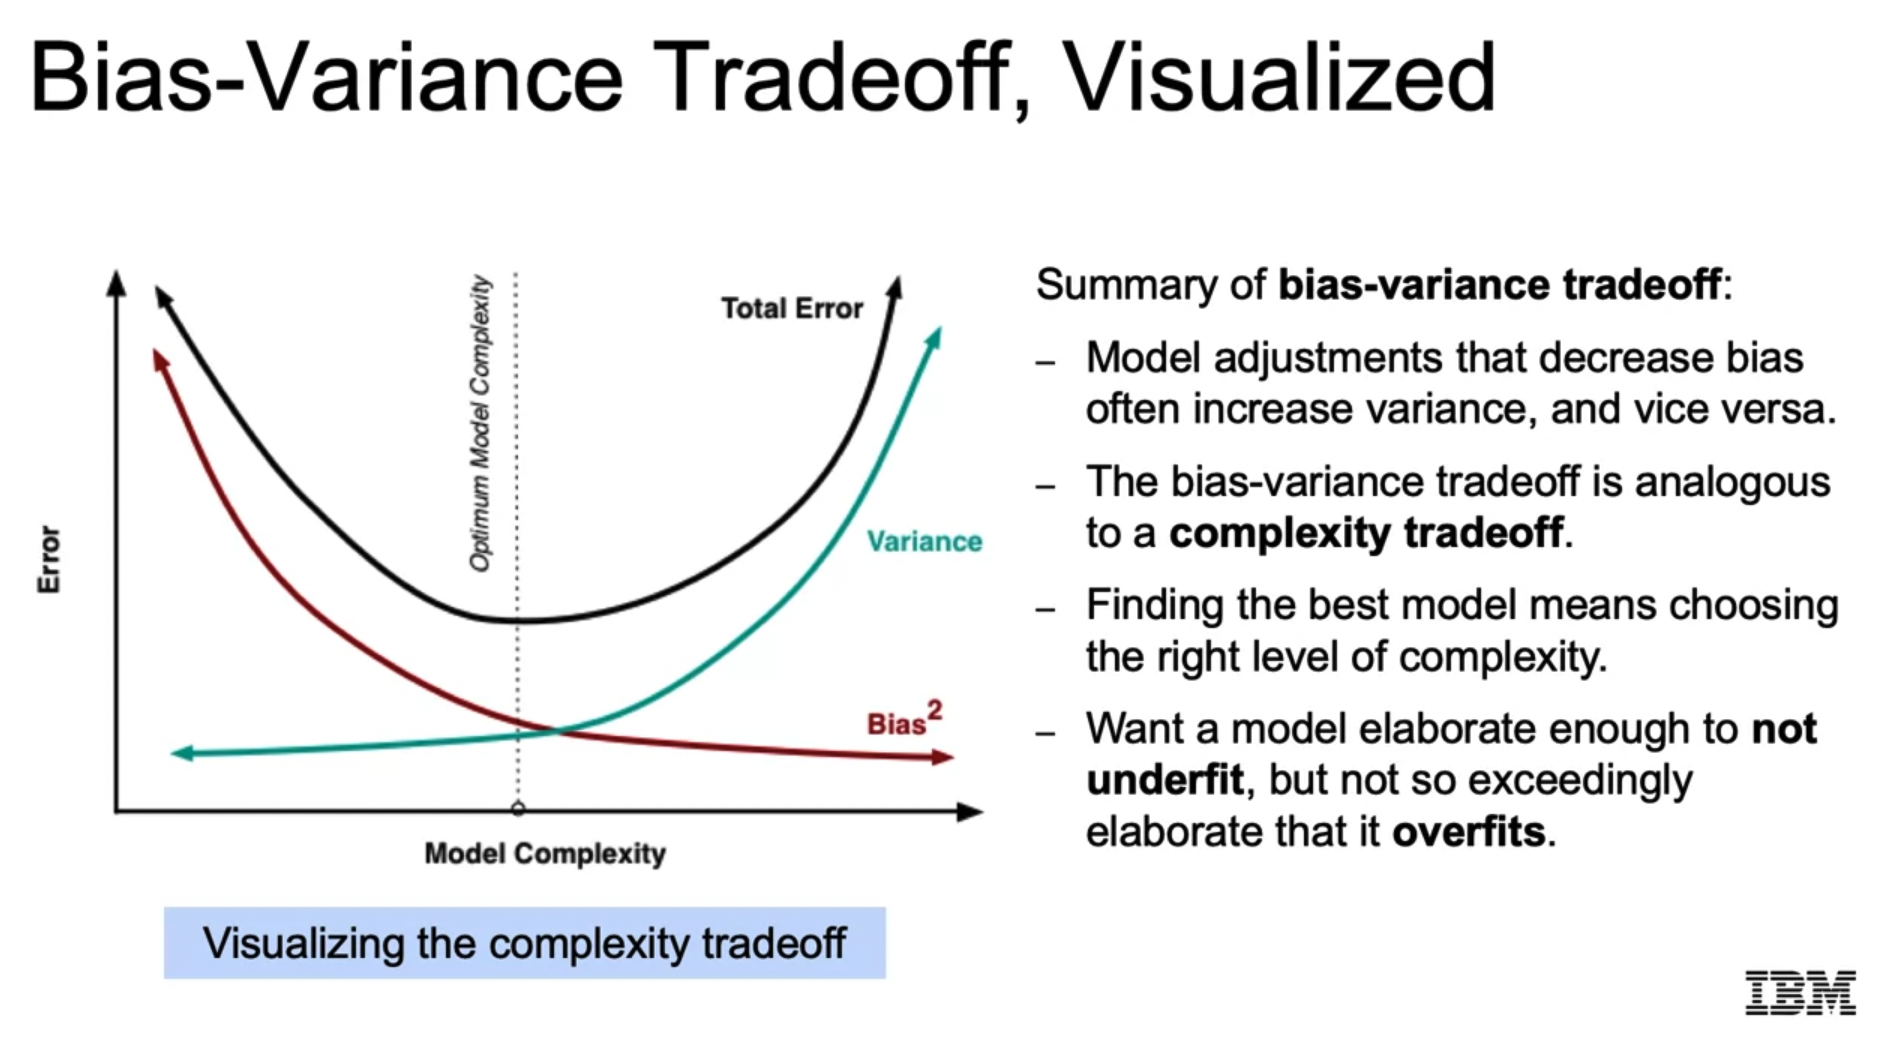 Bias-Variance Tradeoff, Visualized
Optimum Model Complexity
Total Error
Variance
Bias²
Error
Model Complexity
Visualizing the complexity tradeoff
Summary of bias-variance tradeoff:
– Model adjustments that decrease bias
often increase variance, and vice versa.
– The bias-variance tradeoff is analogous
to a complexity tradeoff.
– Finding the best model means choosing
the right level of complexity.
– Want a model elaborate enough to not
underfit, but not so exceedingly
elaborate that it overfits.
IBM